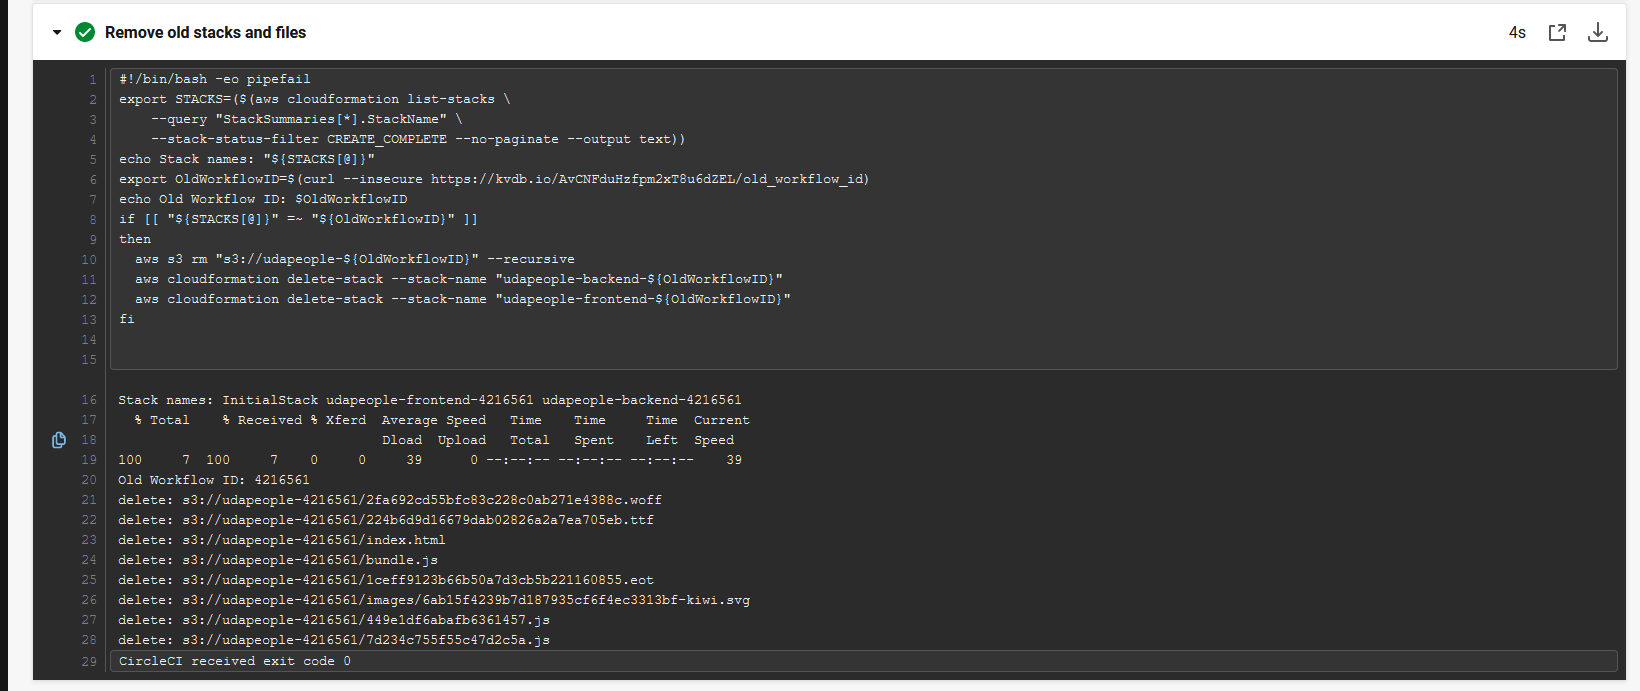 Remove old stacks and files
4s
1 #!/bin/bash -eo pipefail
2 export STACKS=($(aws cloudformation list-stacks \
3     --query "StackSummaries[*].StackName" \
4     --stack-status-filter CREATE_COMPLETE --no-paginate --output text))
5 echo Stack names: "${STACKS[@]}"
6 export OldWorkflowID=$(curl --insecure https://kvdb.io/AvCNFduHzfpm2xT8u6dZEL/old_workflow_id)
7 echo Old Workflow ID: $OldWorkflowID
8 if [[ "${STACKS[@]}" =~ "${OldWorkflowID}" ]]
9 then
10   aws s3 rm "s3://udapeople-${OldWorkflowID}" --recursive
11   aws cloudformation delete-stack --stack-name "udapeople-backend-${OldWorkflowID}"
12   aws cloudformation delete-stack --stack-name "udapeople-frontend-${OldWorkflowID}"
13 fi
14
15
16 Stack names: InitialStack udapeople-frontend-4216561 udapeople-backend-4216561
17   % Total    % Received % Xferd  Average Speed   Time    Time     Time  Current
18                                  Dload  Upload   Total   Spent    Left  Speed
19 100     7  100     7    0     0     39      0 --:--:-- --:--:-- --:--:--    39
20 Old Workflow ID: 4216561
21 delete: s3://udapeople-4216561/2fa692cd55bfc83c228c0ab271e4388c.woff
22 delete: s3://udapeople-4216561/224b6d9d16679dab02826a2a7ea705eb.ttf
23 delete: s3://udapeople-4216561/index.html
24 delete: s3://udapeople-4216561/bundle.js
25 delete: s3://udapeople-4216561/1ceff9123b66b50a7d3cb5b221160855.eot
26 delete: s3://udapeople-4216561/images/6ab15f4239b7d187935cf6f4ec3313bf-kiwi.svg
27 delete: s3://udapeople-4216561/449e1df6abafb6361457.js
28 delete: s3://udapeople-4216561/7d234c755f55c47d2c5a.js
29 CircleCI received exit code 0